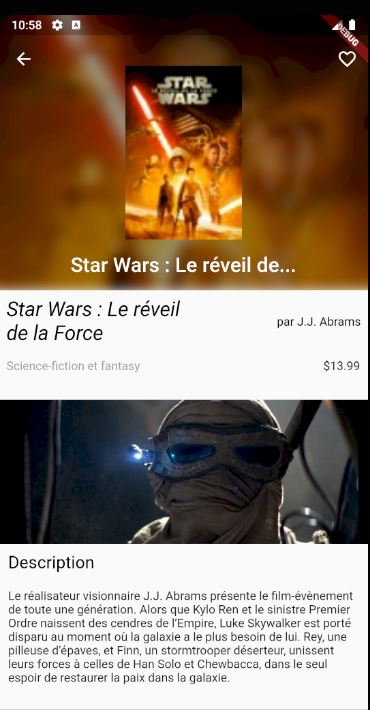 10:58
A
DEBUG
STAR
LE RÉVEIL DE LA FORCE
WARS
Star Wars : Le réveil de...
Star Wars : Le réveil
de la Force
par J.J. Abrams
Science-fiction et fantasy
$13.99
Description
Le réalisateur visionnaire J.J. Abrams présente le film-évènement
de toute une génération. Alors que Kylo Ren et le sinistre Premier
Ordre naissent des cendres de l'Empire, Luke Skywalker est porté
disparu au moment où la galaxie a le plus besoin de lui. Rey, une
pilleuse d'épaves, et Finn, un stormtrooper déserteur, unissent
leurs forces à celles de Han Solo et Chewbacca, dans le seul
espoir de restaurer la paix dans la galaxie.